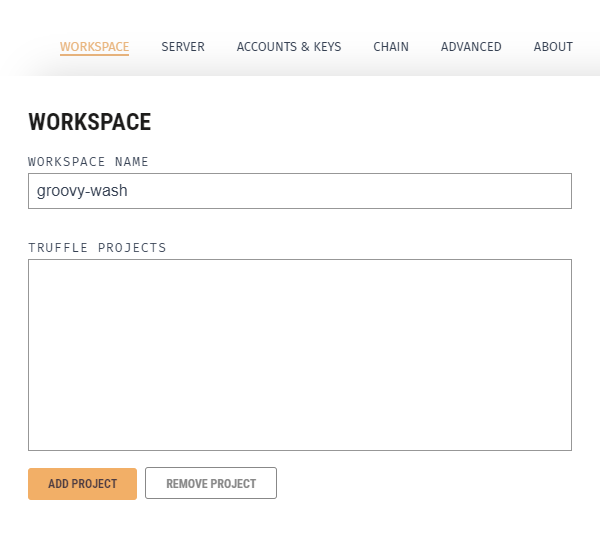 WORKSPACE SERVER ACCOUNTS & KEYS CHAIN ADVANCED ABOUT
WORKSPACE
WORKSPACE NAME
groovy-wash
TRUFFLE PROJECTS
ADD PROJECT REMOVE PROJECT